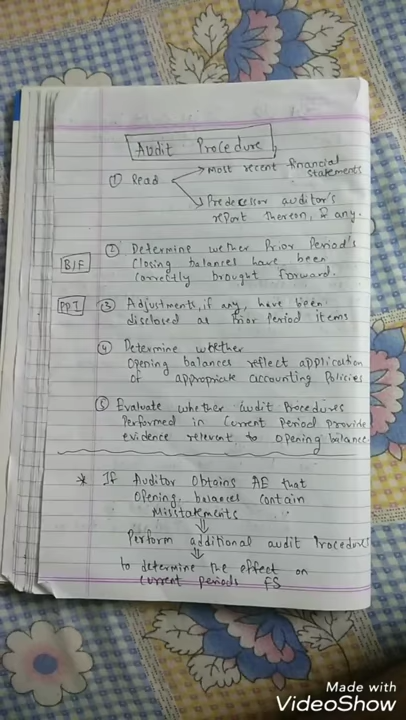 Audit Procedure
① Read
Most recent financial
statements
Predecessor auditor's
report thereon, if any.
B/F
② Determine wether Prior Period's
closing balances have been
correctly brought forward.
PPI
③ Adjustments, if any, have been
disclosed as Prior Period items
④ Determine whether
opening balances reflect application
of appropriate accounting Policies
⑤ Evaluate whether audit Procedures
Performed in current Period Provide
evidence relevent to opening balance
* If Auditor Obtains AE that
Opening balances contain
Misstatements
⇓
Perform additional audit Procedures
⇓
to determine the effect on
current periods FS
Made with
VideoShow